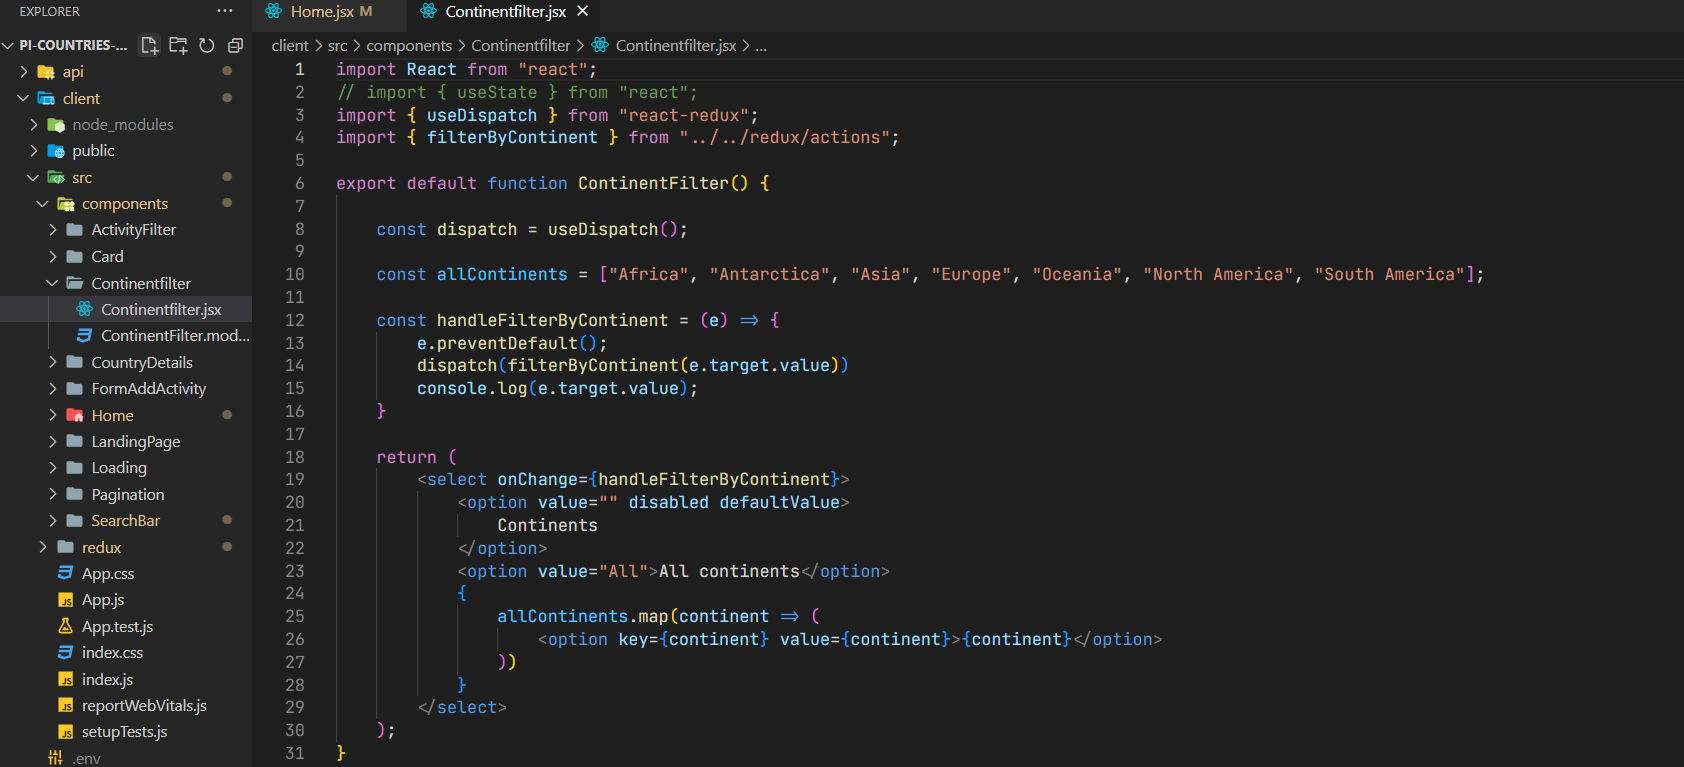 EXPLORER ...
PI-COUNTRIES-...
api
client
node_modules
public
src
components
ActivityFilter
Card
Continentfilter
Continentfilter.jsx
ContinentFilter.mod...
CountryDetails
FormAddActivity
Home
LandingPage
Loading
Pagination
SearchBar
redux
App.css
App.js
App.test.js
index.css
index.js
reportWebVitals.js
setupTests.js
.env
Home.jsx M
Continentfilter.jsx
client > src > components > Continentfilter > Continentfilter.jsx > ...
1 import React from "react";
2 // import { useState } from "react";
3 import { useDispatch } from "react-redux";
4 import { filterByContinent } from "../../redux/actions";
5
6 export default function ContinentFilter() {
7
8 const dispatch = useDispatch();
9
10 const allContinents = ["Africa", "Antarctica", "Asia", "Europe", "Oceania", "North America", "South America"];
11
12 const handleFilterByContinent = (e) => {
13 e.preventDefault();
14 dispatch(filterByContinent(e.target.value))
15 console.log(e.target.value);
16 }
17
18 return (
19 <select onChange={handleFilterByContinent}>
20 <option value="" disabled defaultValue>
21 Continents
22 </option>
23 <option value="All">All continents</option>
24 {
25 allContinents.map(continent => (
26 <option key={continent} value={continent}>{continent}</option>
27 ))
28 }
29 </select>
30 );
31 }